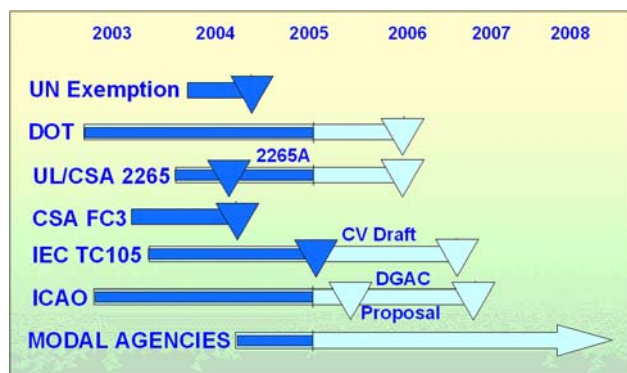 2003 2004 2005 2006 2007 2008
UN Exemption
DOT
UL/CSA 2265 2265A
CSA FC3
IEC TC105 CV Draft
ICAO DGAC
Proposal
MODAL AGENCIES